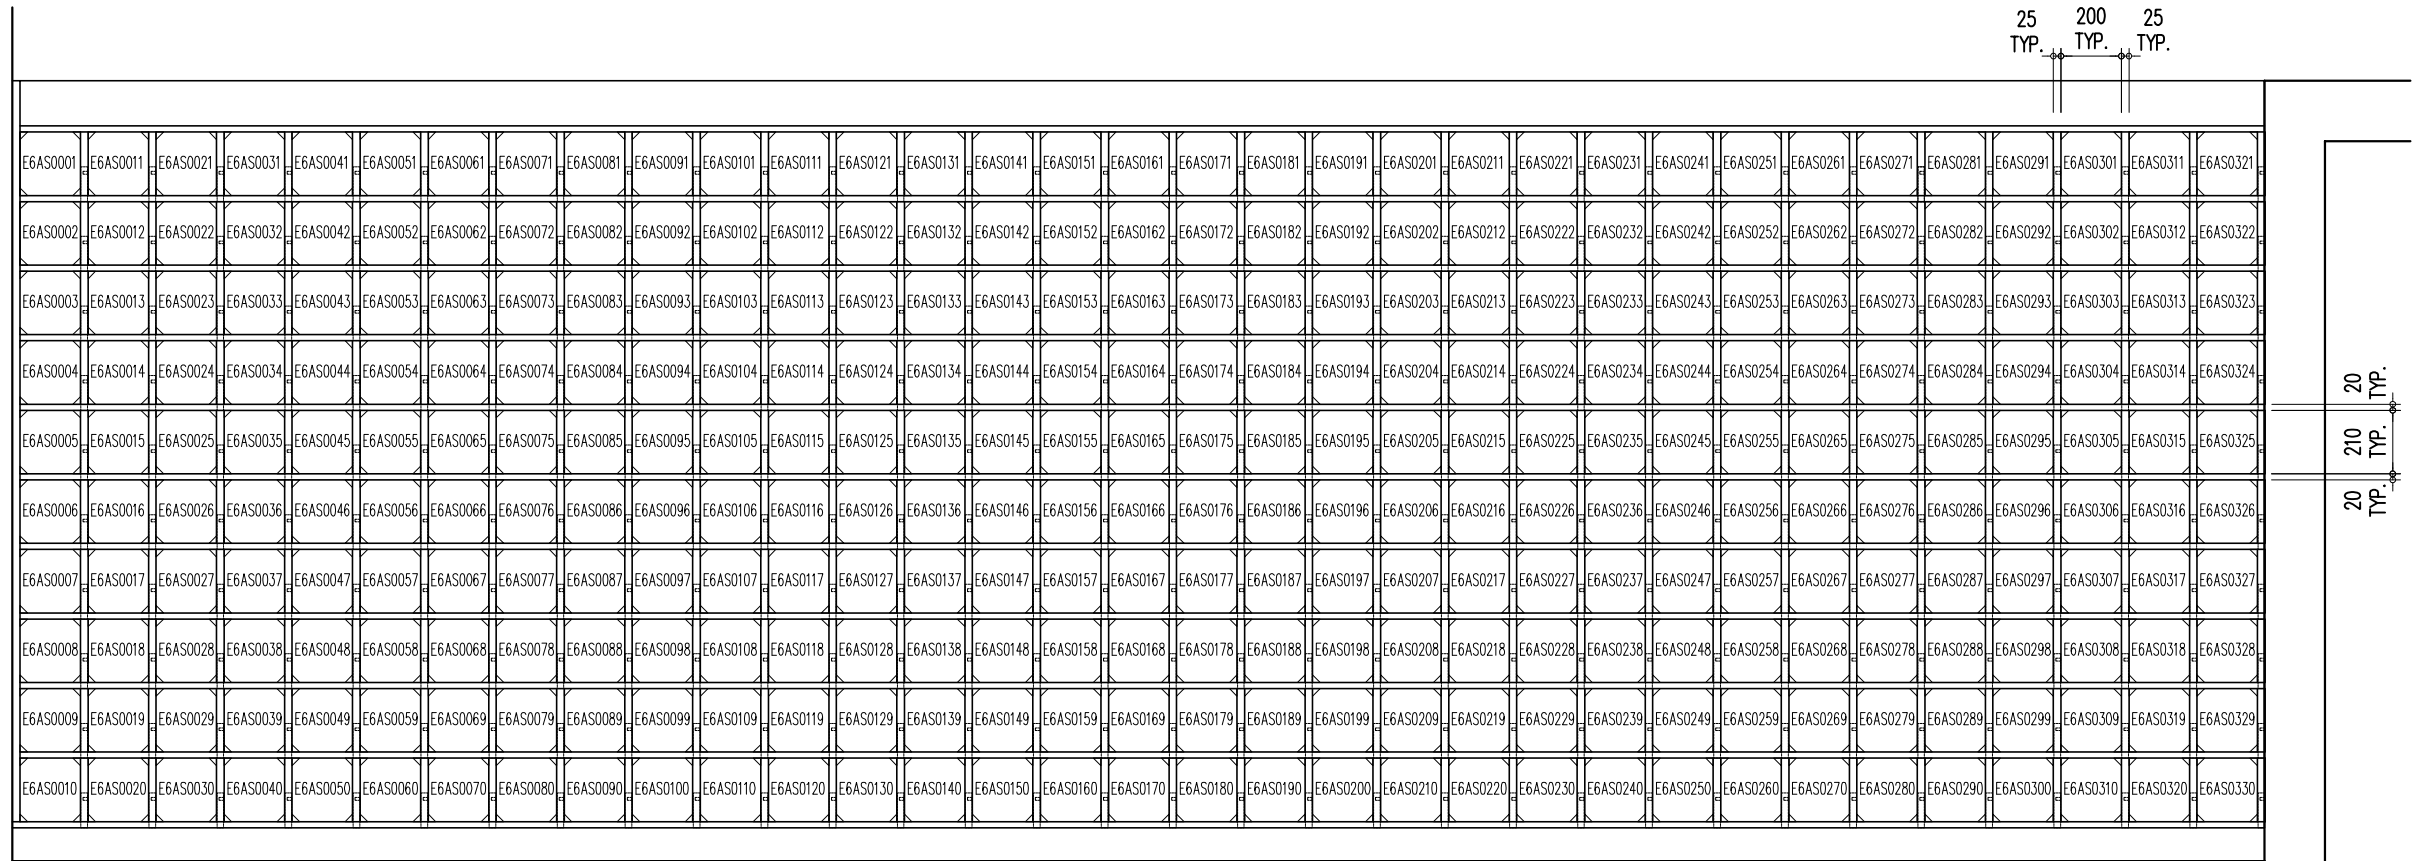 25 200 25
TYP. TYP. TYP.
E6AS0001 E6AS0011 E6AS0021 E6AS0031 E6AS0041 E6AS0051 E6AS0061 E6AS0071 E6AS0081 E6AS0091 E6AS0101 E6AS0111 E6AS0121 E6AS0131 E6AS0141 E6AS0151 E6AS0161 E6AS0171 E6AS0181 E6AS0191 E6AS0201 E6AS0211 E6AS0221 E6AS0231 E6AS0241 E6AS0251 E6AS0261 E6AS0271 E6AS0281 E6AS0291 E6AS0301 E6AS0311 E6AS0321
E6AS0002 E6AS0012 E6AS0022 E6AS0032 E6AS0042 E6AS0052 E6AS0062 E6AS0072 E6AS0082 E6AS0092 E6AS0102 E6AS0112 E6AS0122 E6AS0132 E6AS0142 E6AS0152 E6AS0162 E6AS0172 E6AS0182 E6AS0192 E6AS0202 E6AS0212 E6AS0222 E6AS0232 E6AS0242 E6AS0252 E6AS0262 E6AS0272 E6AS0282 E6AS0292 E6AS0302 E6AS0312 E6AS0322
E6AS0003 E6AS0013 E6AS0023 E6AS0033 E6AS0043 E6AS0053 E6AS0063 E6AS0073 E6AS0083 E6AS0093 E6AS0103 E6AS0113 E6AS0123 E6AS0133 E6AS0143 E6AS0153 E6AS0163 E6AS0173 E6AS0183 E6AS0193 E6AS0203 E6AS0213 E6AS0223 E6AS0233 E6AS0243 E6AS0253 E6AS0263 E6AS0273 E6AS0283 E6AS0293 E6AS0303 E6AS0313 E6AS0323
E6AS0004 E6AS0014 E6AS0024 E6AS0034 E6AS0044 E6AS0054 E6AS0064 E6AS0074 E6AS0084 E6AS0094 E6AS0104 E6AS0114 E6AS0124 E6AS0134 E6AS0144 E6AS0154 E6AS0164 E6AS0174 E6AS0184 E6AS0194 E6AS0204 E6AS0214 E6AS0224 E6AS0234 E6AS0244 E6AS0254 E6AS0264 E6AS0274 E6AS0284 E6AS0294 E6AS0304 E6AS0314 E6AS0324
E6AS0005 E6AS0015 E6AS0025 E6AS0035 E6AS0045 E6AS0055 E6AS0065 E6AS0075 E6AS0085 E6AS0095 E6AS0105 E6AS0115 E6AS0125 E6AS0135 E6AS0145 E6AS0155 E6AS0165 E6AS0175 E6AS0185 E6AS0195 E6AS0205 E6AS0215 E6AS0225 E6AS0235 E6AS0245 E6AS0255 E6AS0265 E6AS0275 E6AS0285 E6AS0295 E6AS0305 E6AS0315 E6AS0325
E6AS0006 E6AS0016 E6AS0026 E6AS0036 E6AS0046 E6AS0056 E6AS0066 E6AS0076 E6AS0086 E6AS0096 E6AS0106 E6AS0116 E6AS0126 E6AS0136 E6AS0146 E6AS0156 E6AS0166 E6AS0176 E6AS0186 E6AS0196 E6AS0206 E6AS0216 E6AS0226 E6AS0236 E6AS0246 E6AS0256 E6AS0266 E6AS0276 E6AS0286 E6AS0296 E6AS0306 E6AS0316 E6AS0326
E6AS0007 E6AS0017 E6AS0027 E6AS0037 E6AS0047 E6AS0057 E6AS0067 E6AS0077 E6AS0087 E6AS0097 E6AS0107 E6AS0117 E6AS0127 E6AS0137 E6AS0147 E6AS0157 E6AS0167 E6AS0177 E6AS0187 E6AS0197 E6AS0207 E6AS0217 E6AS0227 E6AS0237 E6AS0247 E6AS0257 E6AS0267 E6AS0277 E6AS0287 E6AS0297 E6AS0307 E6AS0317 E6AS0327
E6AS0008 E6AS0018 E6AS0028 E6AS0038 E6AS0048 E6AS0058 E6AS0068 E6AS0078 E6AS0088 E6AS0098 E6AS0108 E6AS0118 E6AS0128 E6AS0138 E6AS0148 E6AS0158 E6AS0168 E6AS0178 E6AS0188 E6AS0198 E6AS0208 E6AS0218 E6AS0228 E6AS0238 E6AS0248 E6AS0258 E6AS0268 E6AS0278 E6AS0288 E6AS0298 E6AS0308 E6AS0318 E6AS0328
E6AS0009 E6AS0019 E6AS0029 E6AS0039 E6AS0049 E6AS0059 E6AS0069 E6AS0079 E6AS0089 E6AS0099 E6AS0109 E6AS0119 E6AS0129 E6AS0139 E6AS0149 E6AS0159 E6AS0169 E6AS0179 E6AS0189 E6AS0199 E6AS0209 E6AS0219 E6AS0229 E6AS0239 E6AS0249 E6AS0259 E6AS0269 E6AS0279 E6AS0289 E6AS0299 E6AS0309 E6AS0319 E6AS0329
E6AS0010 E6AS0020 E6AS0030 E6AS0040 E6AS0050 E6AS0060 E6AS0070 E6AS0080 E6AS0090 E6AS0100 E6AS0110 E6AS0120 E6AS0130 E6AS0140 E6AS0150 E6AS0160 E6AS0170 E6AS0180 E6AS0190 E6AS0200 E6AS0210 E6AS0220 E6AS0230 E6AS0240 E6AS0250 E6AS0260 E6AS0270 E6AS0280 E6AS0290 E6AS0300 E6AS0310 E6AS0320 E6AS0330
20 210 20
TYP. TYP. TYP.